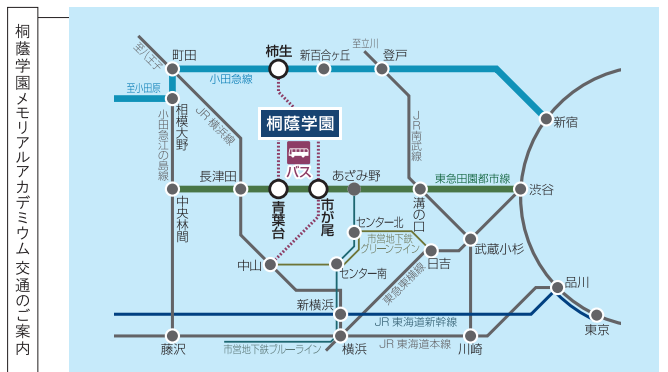 桐蔭学園メモリアルアカデミウム 交通のご案内
至八王子
町田
柿生
新百合ヶ丘
至立川
登戸
小田急線
至小田原
相模大野
小田急江の島線
JR横浜線
桐蔭学園
バス
JR南武線
新宿
長津田
あざみ野
東急田園都市線
渋谷
中央林間
青葉台
市が尾
溝の口
センター北
市営地下鉄
グリーンライン
日吉
武蔵小杉
中山
センター南
東急東横線
品川
新横浜
JR 東海道新幹線
東京
藤沢
市営地下鉄ブルーライン
横浜
JR 東海道本線
川崎